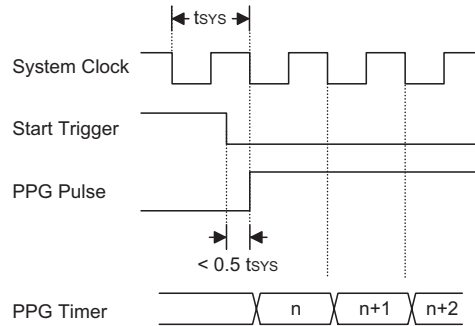 tSYS
System Clock
Start Trigger
PPG Pulse
< 0.5 tSYS
PPG Timer n n+1 n+2